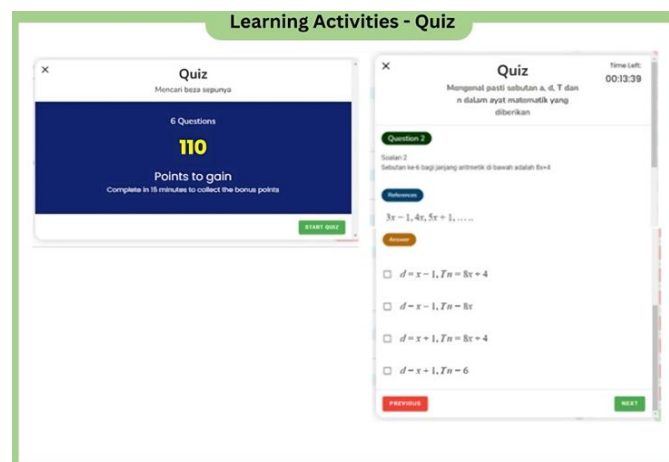 Learning Activities - Quiz
Quiz
Mencari beza sepunya
6 Questions
110
Points to gain
Complete in 15 minutes to collect the bonus points
START QUIZ
Quiz
Time Left:
00:13:39
Mengenal pasti sebutan a, d, T dan
n dalam ayat matematik yang
diberikan
Question 2
Soalan 2
Sebutan ke-6 bagi janjang aritmetik di bawah adalah 8x+4
References
3x − 1, 4x, 5x + 1, .....
Answer
d = x − 1, Tn = 8x + 4
d = x − 1, Tn = 8x
d = x + 1, Tn = 8x + 4
d = x + 1, Tn = 6
PREVIOUS
NEXT